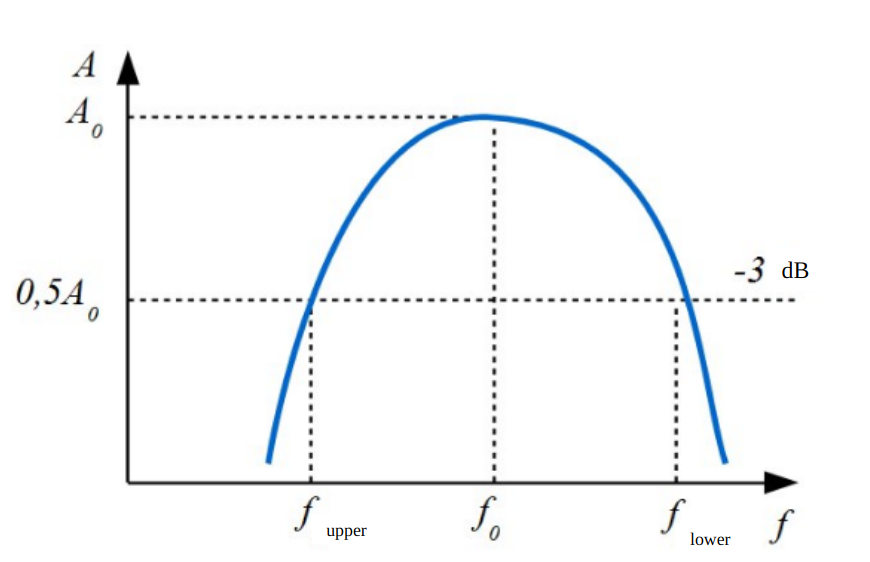 A
A₀
-3 dB
0,5A₀
f upper
f₀
f lower
f